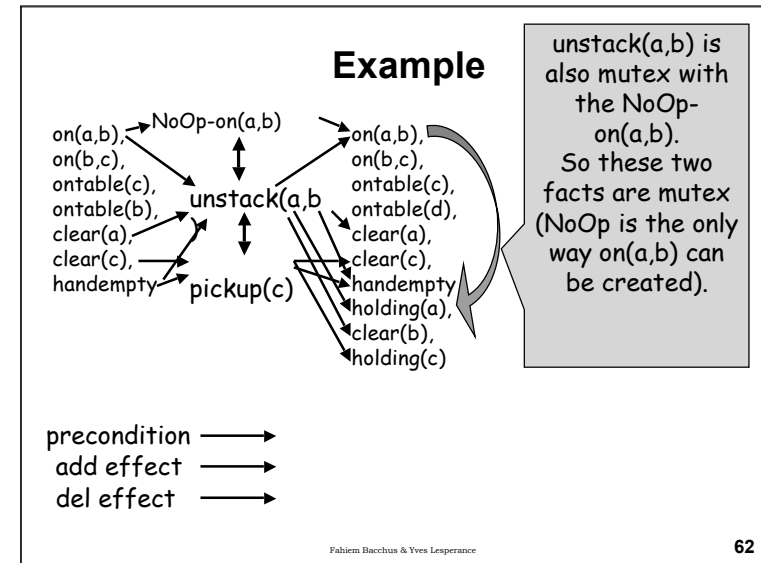 Example
on(a,b),
on(b,c),
ontable(c),
ontable(b),
clear(a),
clear(c),
handempty
NoOp-on(a,b)
unstack(a,b
)
pickup(c)
on(a,b),
on(b,c),
ontable(c),
ontable(d),
clear(a),
clear(c),
handempty
holding(a),
clear(b),
holding(c)
unstack(a,b) is
also mutex with
the NoOp-
on(a,b).
So these two
facts are mutex
(NoOp is the only
way on(a,b) can
be created).
precondition
add effect
del effect
Fahiem Bacchus & Yves Lesperance
62